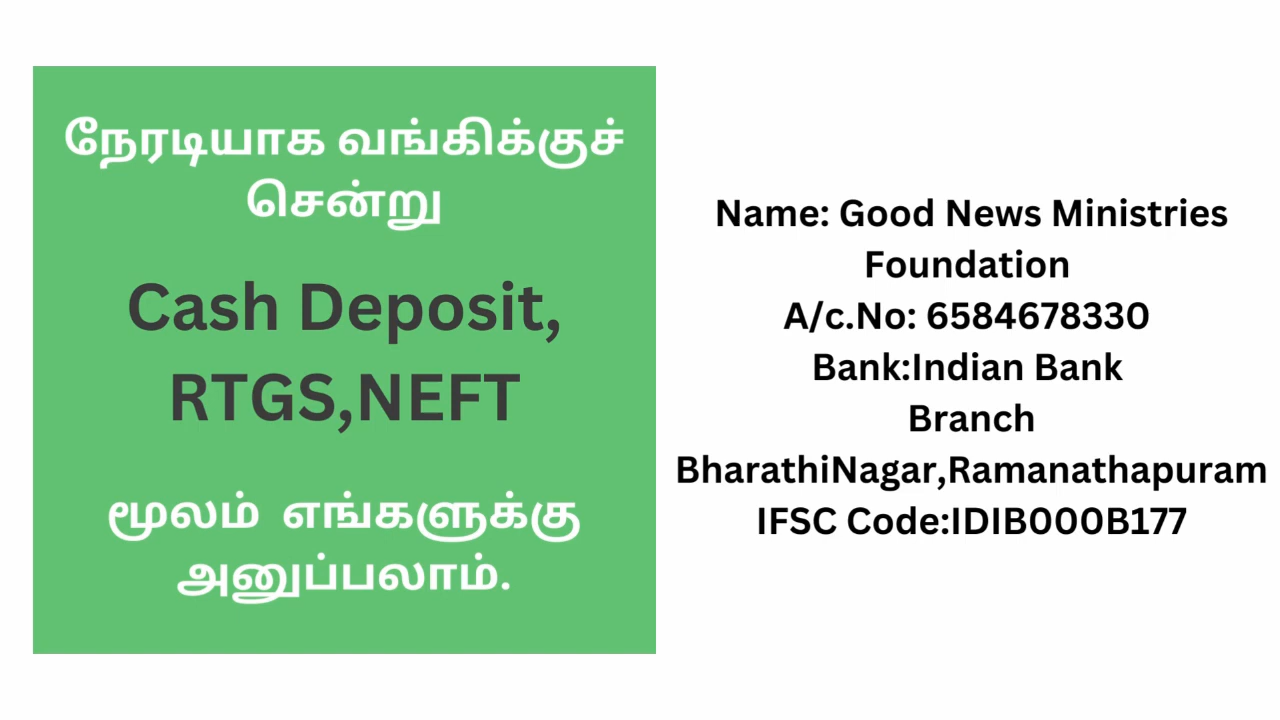 நேரடியாக வங்கிக்குச்
சென்று
Cash Deposit,
RTGS,NEFT
மூலம் எங்களுக்கு
அனுப்பலாம்.
Name: Good News Ministries
Foundation
A/c.No: 6584678330
Bank:Indian Bank
Branch
BharathiNagar,Ramanathapuram
IFSC Code:IDIB000B177